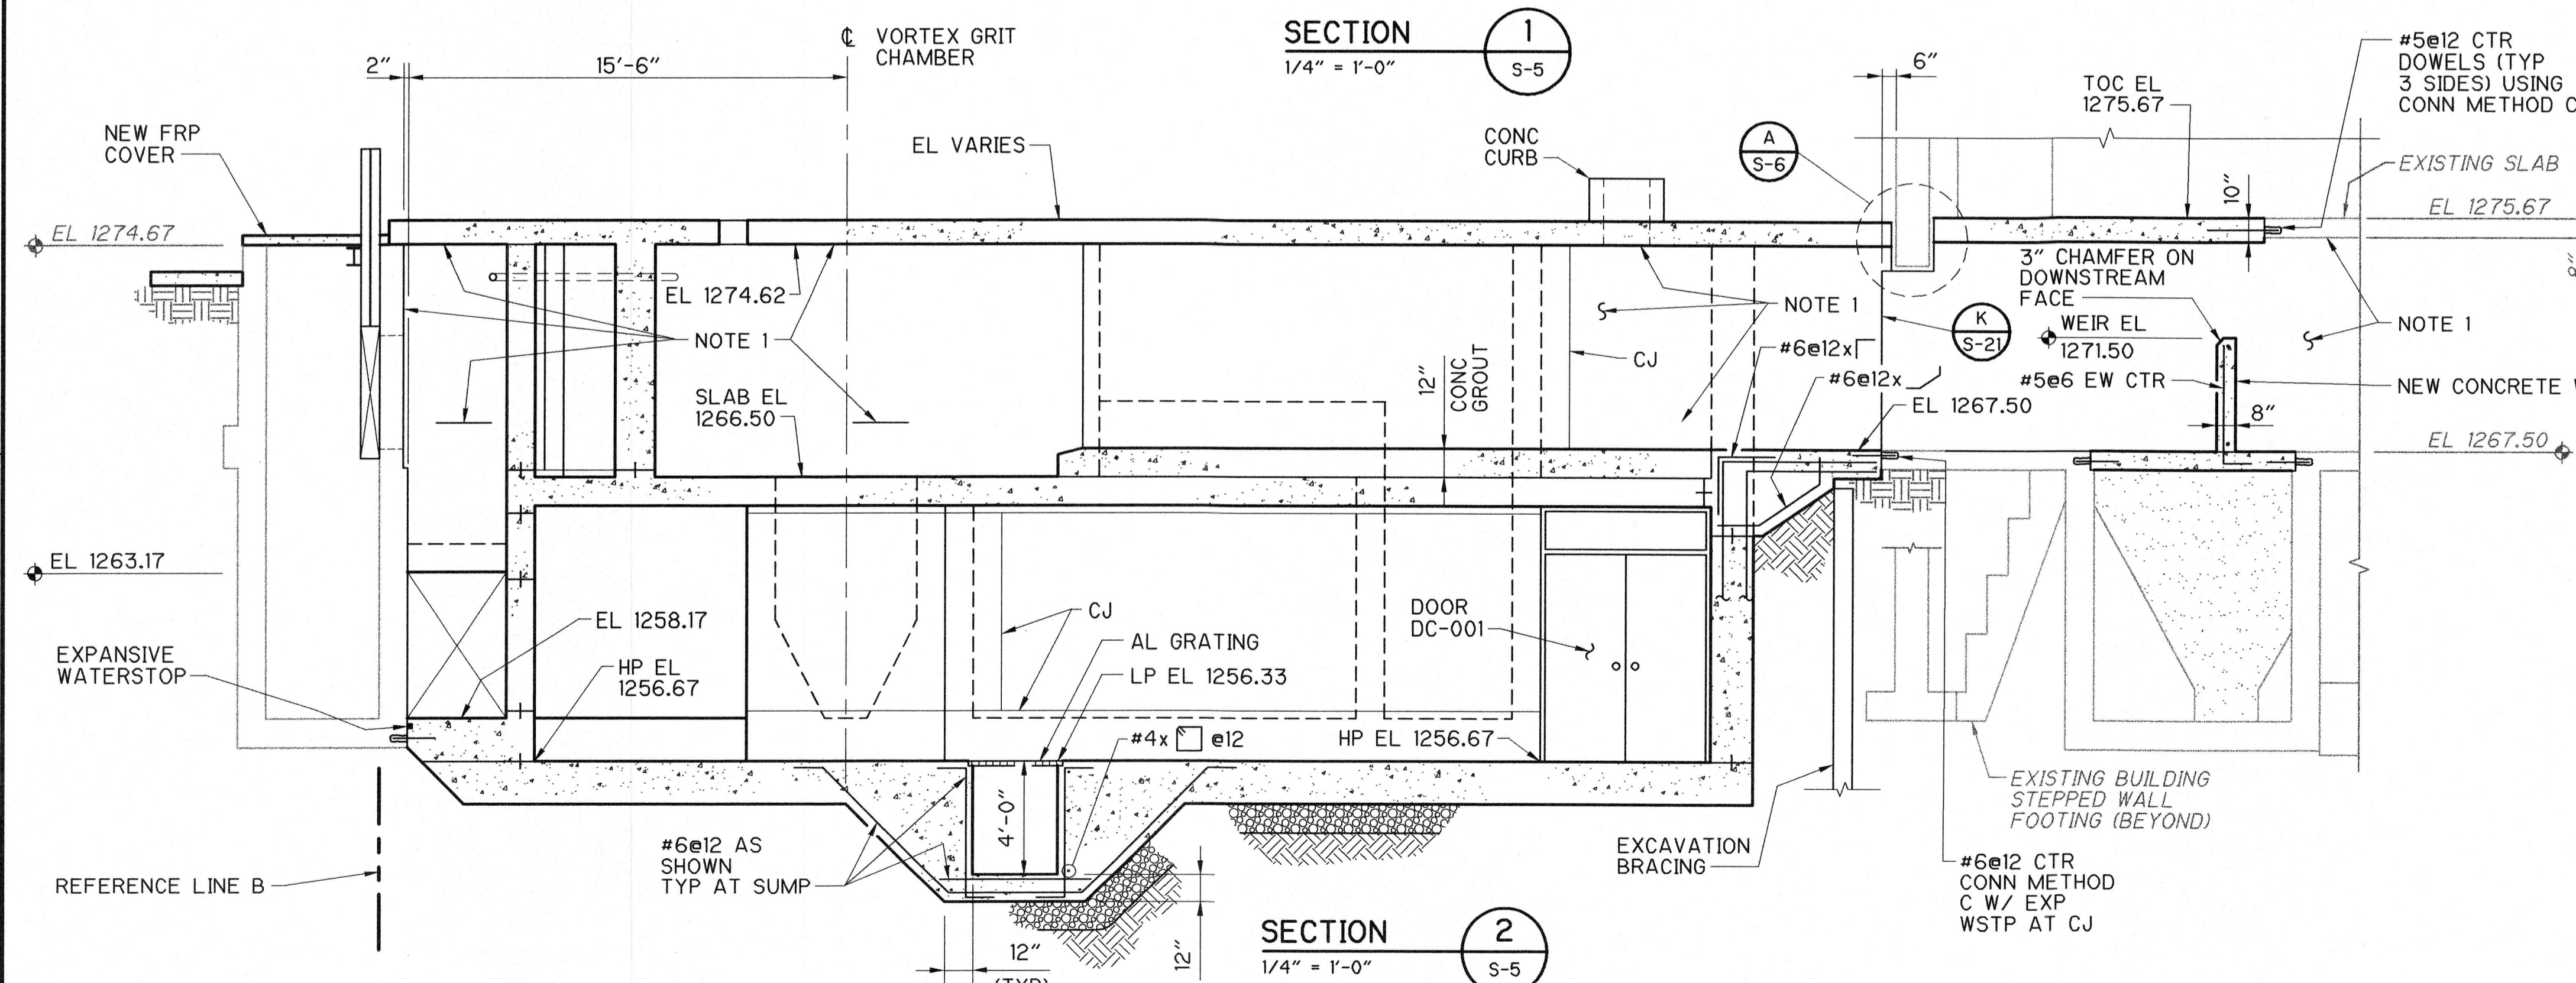 SECTION
1/4" = 1'-0"
1
S-5
2"
15'-6"
℄ VORTEX GRIT
CHAMBER
6"
TOC EL
1275.67
#5@12 CTR
DOWELS (TYP
3 SIDES) USING
CONN METHOD C
NEW FRP
COVER
EL VARIES
CONC
CURB
A
S-6
EXISTING SLAB
EL 1274.67
10"
EL 1275.67
8"
EL 1274.62
NOTE 1
NOTE 1
3" CHAMFER ON
DOWNSTREAM
FACE
K
S-21
WEIR EL
1271.50
NOTE 1
CJ
#6@12x
#6@12x
#5@6 EW CTR
NEW CONCRETE
12"
CONC
GROUT
SLAB EL
1266.50
EL 1267.50
8"
EL 1267.50
EL 1263.17
EL 1258.17
CJ
AL GRATING
LP EL 1256.33
DOOR
DC-001
EXPANSIVE
WATERSTOP
HP EL
1256.67
#4x @12
HP EL 1256.67
4'-0"
EXISTING BUILDING
STEPPED WALL
FOOTING (BEYOND)
#6@12 AS
SHOWN
TYP AT SUMP
EXCAVATION
BRACING
REFERENCE LINE B
#6@12 CTR
CONN METHOD
C W/ EXP
WSTP AT CJ
12"
(TYP)
12"
SECTION
1/4" = 1'-0"
2
S-5